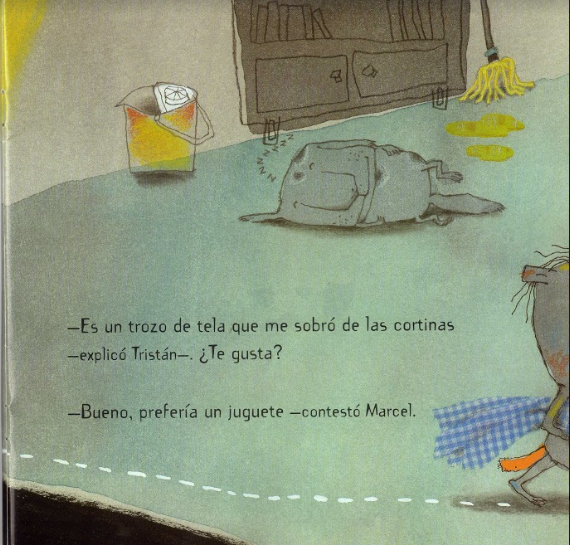 z z z z z z z z
—Es un trozo de tela que me sobró de las cortinas
—explicó Tristán—. ¿Te gusta?
—Bueno, prefería un juguete —contestó Marcel.